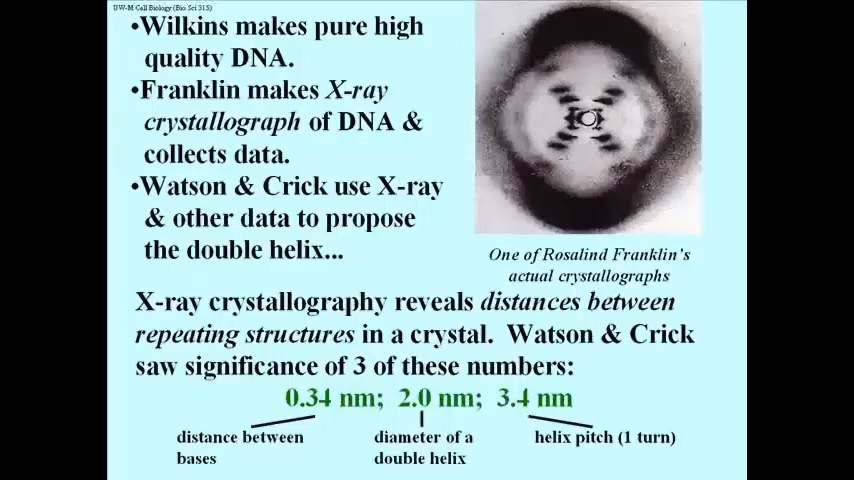 UW-M Cell Biology (Bio Sci 315)
•Wilkins makes pure high
quality DNA.
•Franklin makes X-ray
crystallograph of DNA &
collects data.
•Watson & Crick use X-ray
& other data to propose
the double helix...
One of Rosalind Franklin's
actual crystallographs
X-ray crystallography reveals distances between
repeating structures in a crystal. Watson & Crick
saw significance of 3 of these numbers:
0.34 nm; 2.0 nm; 3.4 nm
distance between
bases
diameter of a
double helix
helix pitch (1 turn)